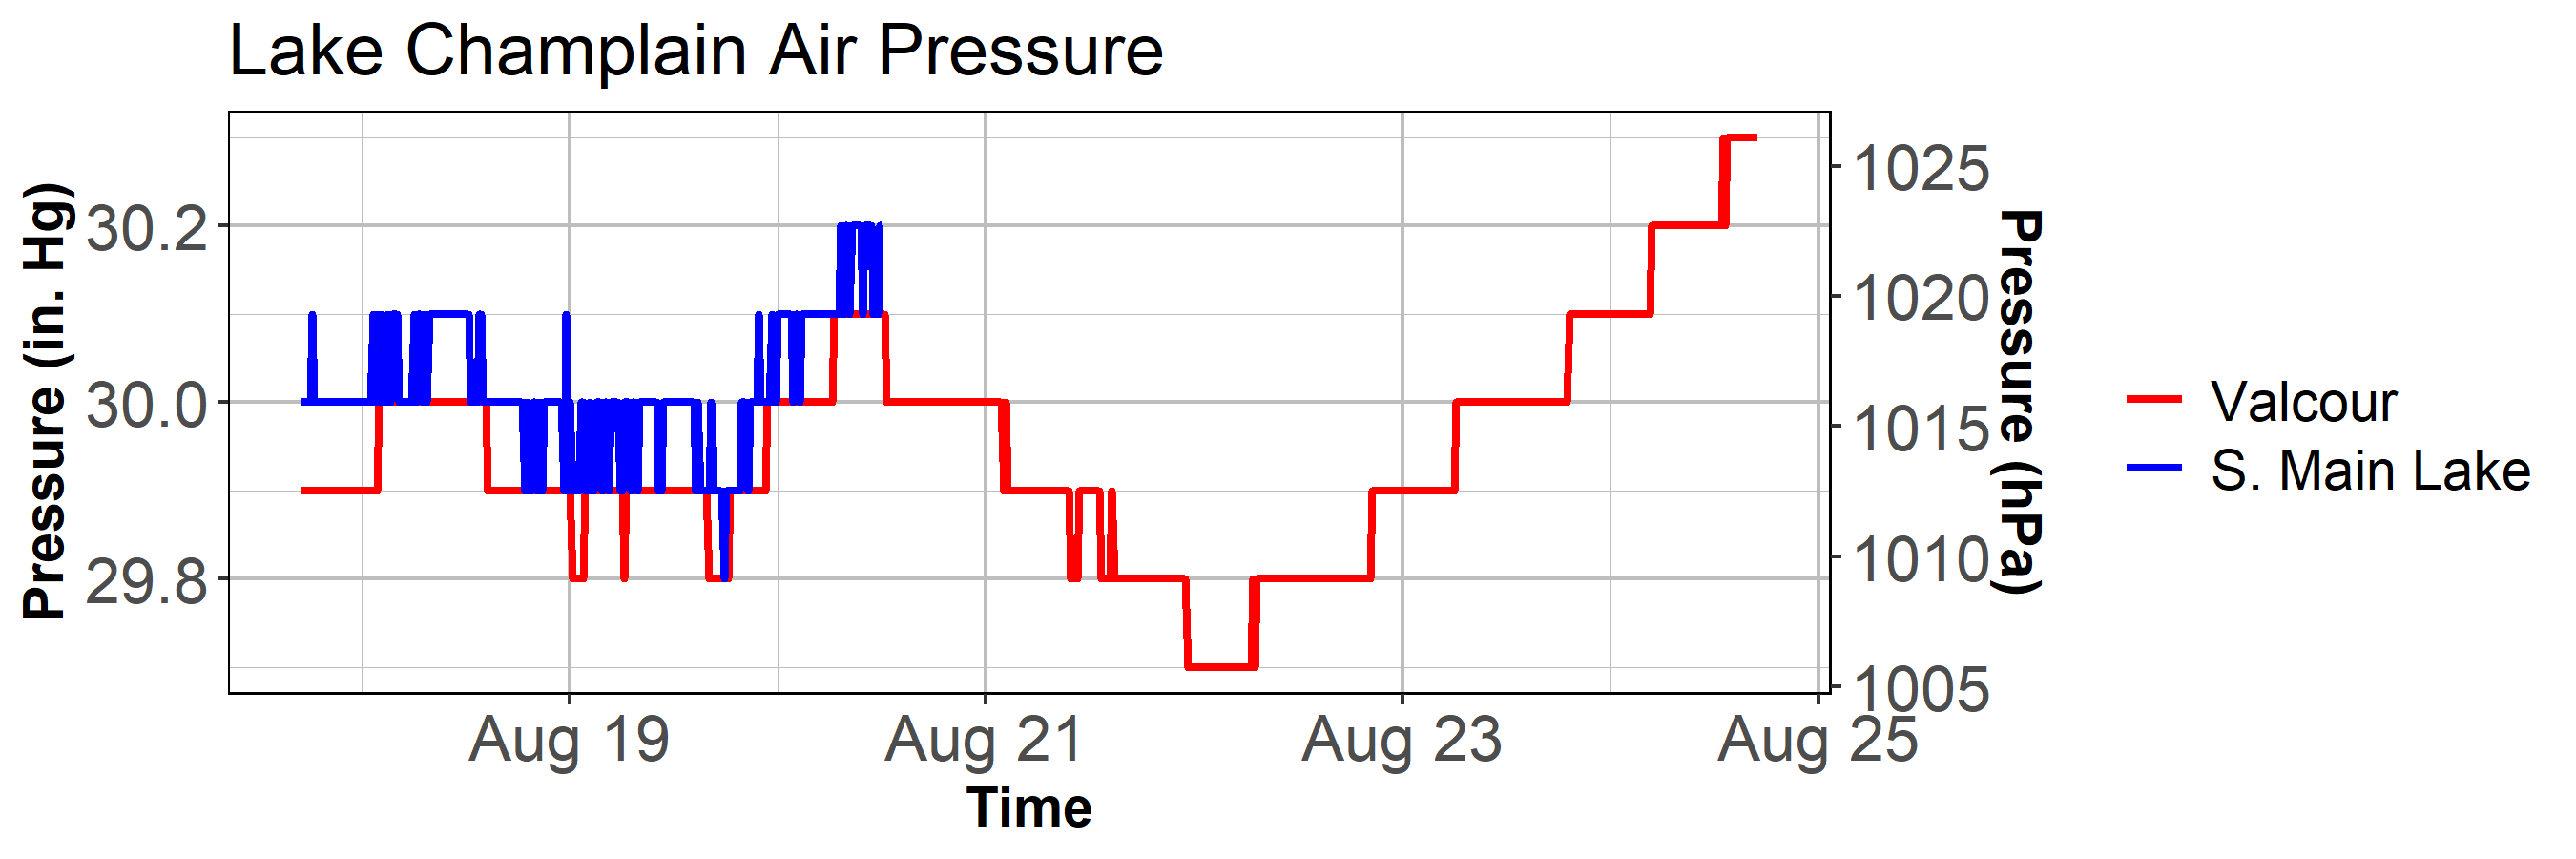 Lake Champlain Air Pressure
Pressure (in. Hg)
30.2
30.0
29.8
1025
1020
1015
1010
1005
Pressure (hPa)
Aug 19 Aug 21 Aug 23 Aug 25
Time
Valcour
S. Main Lake